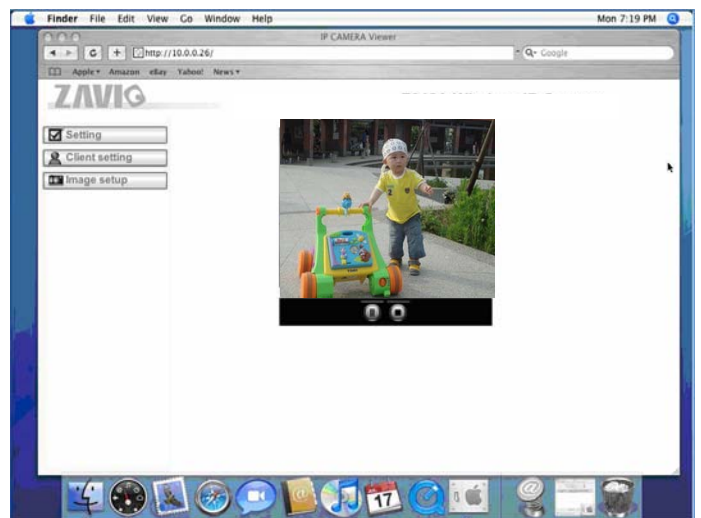 Finder File Edit View Go Window Help Mon 7:19 PM
IP CAMERA Viewer
http://10.0.0.26/ Google
Apple Amazon eBay Yahoo! News
ZAVIO
Setting
Client setting
Image setup
17